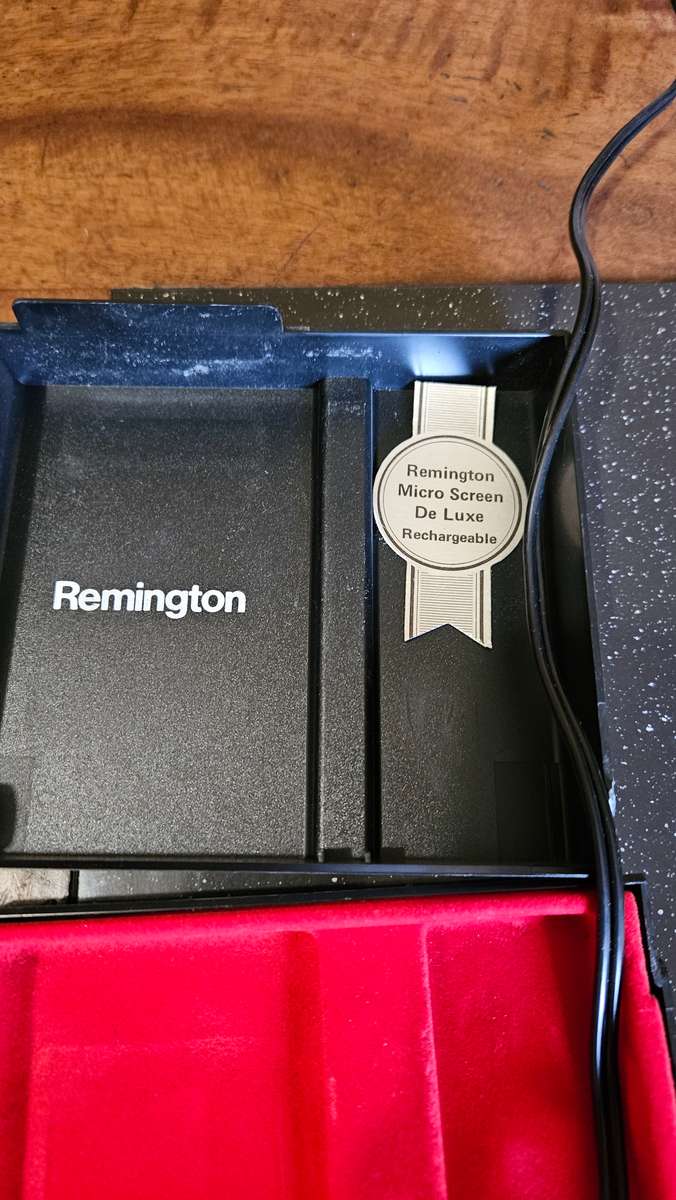 Remington
Remington
Micro Screen
De Luxe
Rechargeable